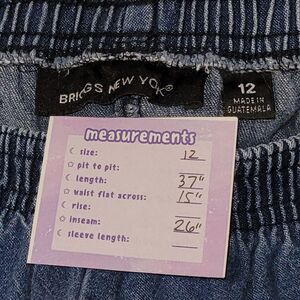 BRIGGS NEW YORK®
12
MADE IN
GUATEMALA
measurements
☾ size: 12
☆ pit to pit:
☾ length: 37"
☆ waist flat across: 15"
☾ rise:
☆ inseam: 26"
☾ sleeve length: